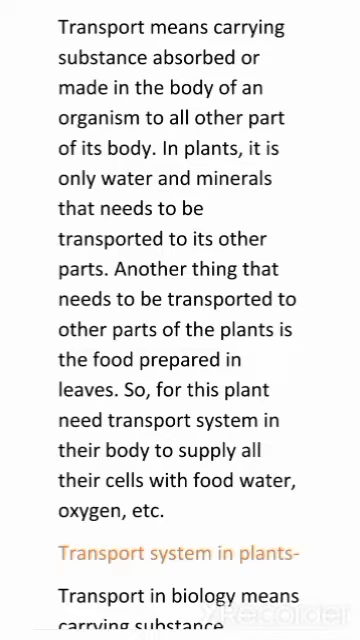 Transport means carrying
substance absorbed or
made in the body of an
organism to all other part
of its body. In plants, it is
only water and minerals
that needs to be
transported to its other
parts. Another thing that
needs to be transported to
other parts of the plants is
the food prepared in
leaves. So, for this plant
need transport system in
their body to supply all
their cells with food water,
oxygen, etc.
Transport system in plants-
Transport in biology means
carrying substance
VRecorder